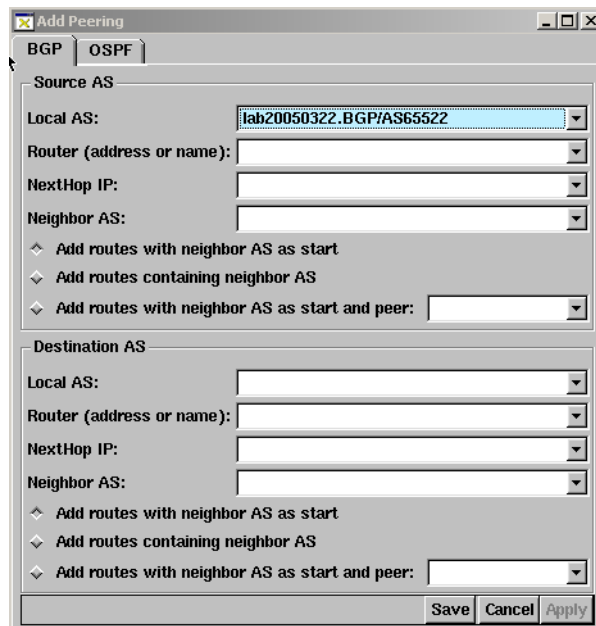 Add Peering
BGP OSPF
Source AS
Local AS: lab20050322.BGP/AS65522
Router (address or name):
NextHop IP:
Neighbor AS:
Add routes with neighbor AS as start
Add routes containing neighbor AS
Add routes with neighbor AS as start and peer:
Destination AS
Local AS:
Router (address or name):
NextHop IP:
Neighbor AS:
Add routes with neighbor AS as start
Add routes containing neighbor AS
Add routes with neighbor AS as start and peer:
Save Cancel Apply